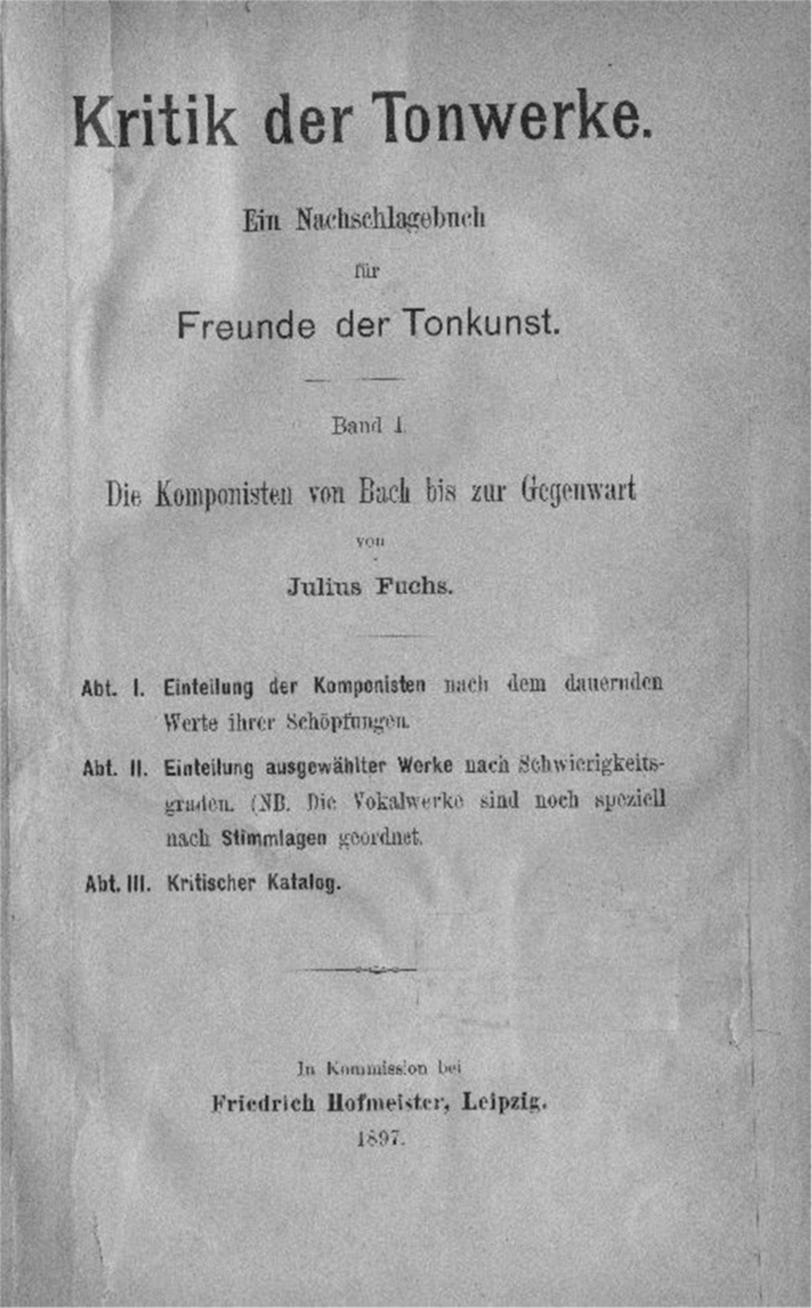 Kritik der Tonwerke.
Ein Nachschlagebuch
für
Freunde der Tonkunst.
Band I.
Die Komponisten von Bach bis zur Gegenwart
von
Julius Fuchs.
Abt. I. Einteilung der Komponisten nach dem dauernden
Werte ihrer Schöpfungen.
Abt. II. Einteilung ausgewählter Werke nach Schwierigkeits-
graden. (NB. Die Vokalwerke sind noch speziell
nach Stimmlagen geordnet.
Abt. III. Kritischer Katalog.
In Kommission bei
Friedrich Hofmeister, Leipzig.
1897.